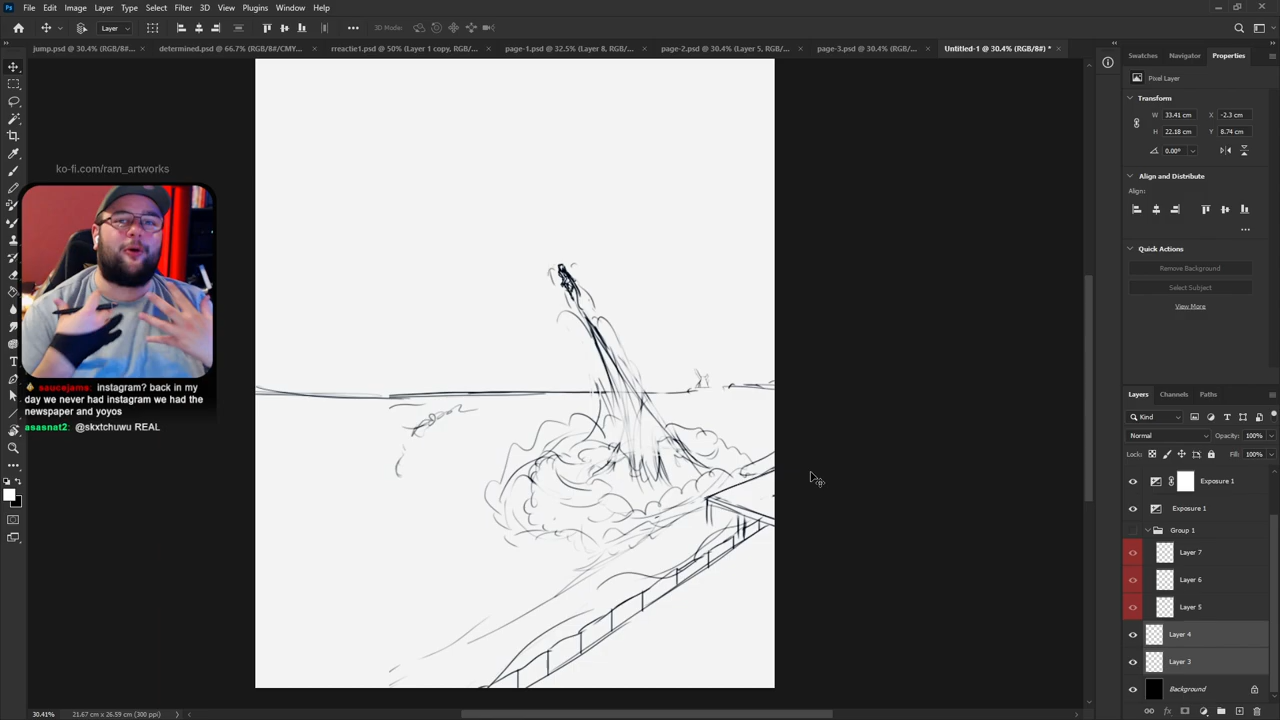 Ps File Edit Image Layer Type Select Filter 3D View Plugins Window Help
Layer 3D Mode:
jump.psd @ 30.4% (RGB/8#... determined.psd @ 66.7% (RGB/8#/CMY... rreactie1.psd @ 50% (Layer 1 copy, RGB/... page-1.psd @ 32.5% (Layer 8, RGB/8#... page-2.psd @ 30.4% (Layer 5, RGB/8#... page-3.psd @ 30.4% (RGB/8#... Untitled-1 @ 30.4% (RGB/8#) *
Swatches Navigator Properties
Pixel Layer
Transform
W 33.41 cm X -2.3 cm
H 22.18 cm Y 8.74 cm
0.00°
Align and Distribute
Align:
Quick Actions
Remove Background
Select Subject
View More
ko-fi.com/ram_artworks
saucejams: instagram? back in my
day we never had instagram we had the
newspaper and yoyos
asasnat2: @skxtchuwu REAL
Layers Channels Paths
Kind
Normal Opacity: 100%
Lock: Fill: 100%
Exposure 1
Exposure 1
Group 1
Layer 7
Layer 6
Layer 5
Layer 4
Layer 3
Background
30.41% 21.67 cm x 26.59 cm (300 ppi)